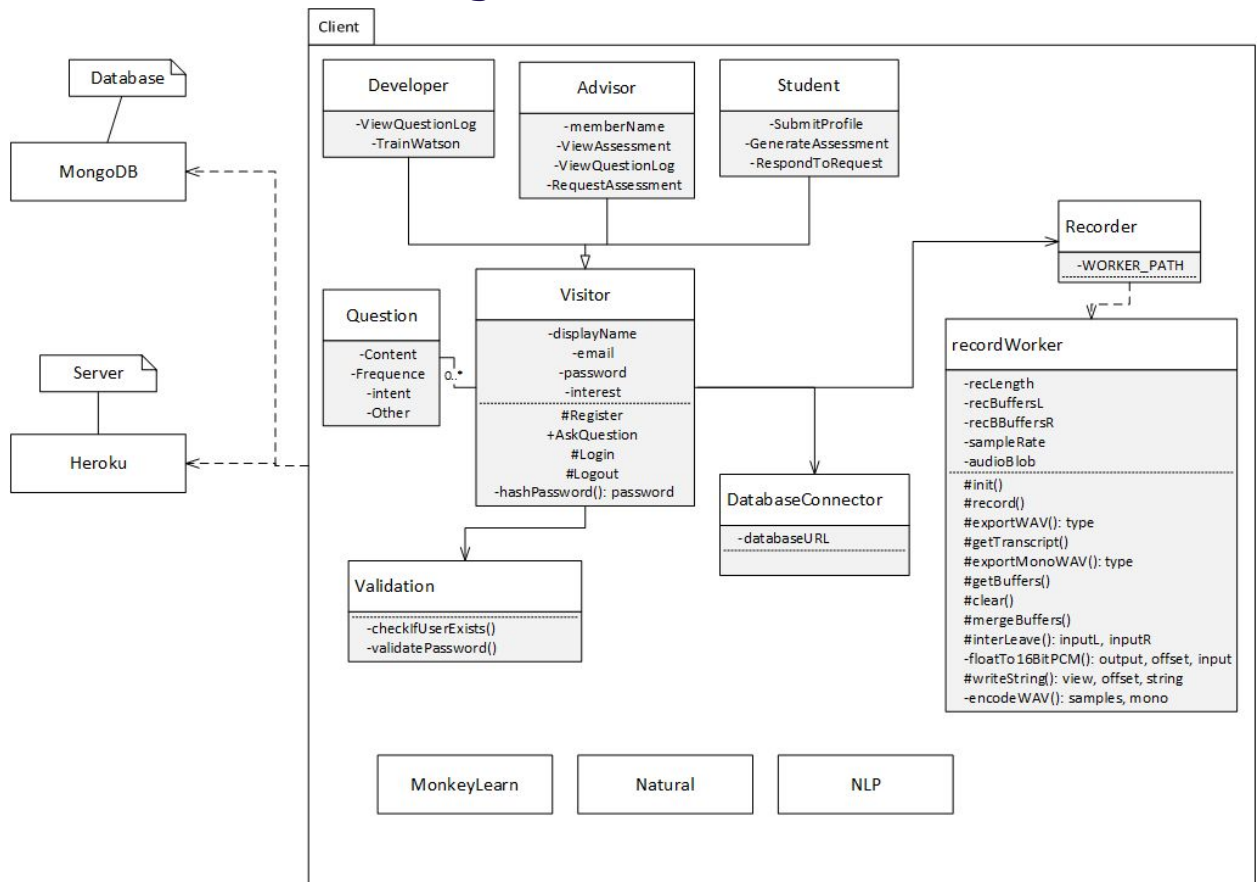 Client
Database
MongoDB
Server
Heroku
Developer
-ViewQuestionLog
-TrainWatson
Advisor
-memberName
-ViewAssessment
-ViewQuestionLog
-RequestAssessment
Student
-SubmitProfile
-GenerateAssessment
-RespondToRequest
Question
-Content
-Frequence
-intent
-Other
0..*
Visitor
-displayName
-email
-password
-interest
#Register
+AskQuestion
#Login
#Logout
-hashPassword(): password
Recorder
-WORKER_PATH
recordWorker
-recLength
-recBuffersL
-recBBuffersR
-sampleRate
-audioBlob
#init()
#record()
#exportWAV(): type
#getTranscript()
#exportMonoWAV(): type
#getBuffers()
#clear()
#mergeBuffers()
#interLeave(): inputL, inputR
-floatTo16BitPCM(): output, offset, input
#writeString(): view, offset, string
-encodeWAV(): samples, mono
DatabaseConnector
-databaseURL
Validation
-checkIfUserExists()
-validatePassword()
MonkeyLearn
Natural
NLP